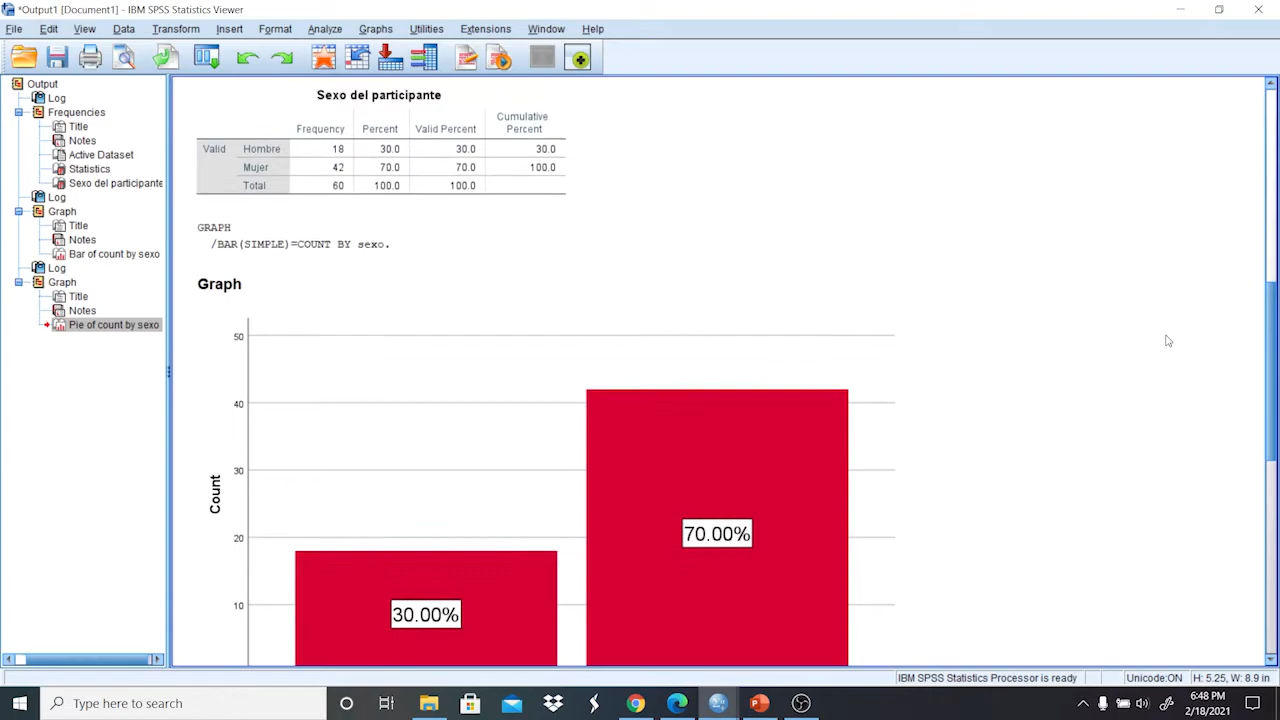 *Output1 [Document1] - IBM SPSS Statistics Viewer
File Edit View Data Transform Insert Format Analyze Graphs Utilities Extensions Window Help
Output
Log
Frequencies
Title
Notes
Active Dataset
Statistics
Sexo del participante
Log
Graph
Title
Notes
Bar of count by sexo
Log
Graph
Title
Notes
Pie of count by sexo
Sexo del participante
Frequency Percent Valid Percent Cumulative Percent
Valid Hombre 18 30.0 30.0 30.0
Mujer 42 70.0 70.0 100.0
Total 60 100.0 100.0
GRAPH
/BAR(SIMPLE)=COUNT BY sexo.
Graph
50
40
30
20
10
Count
70.00%
30.00%
IBM SPSS Statistics Processor is ready Unicode:ON H: 5.25, W: 8.9 in
Type here to search
6:48 PM
2/18/2021